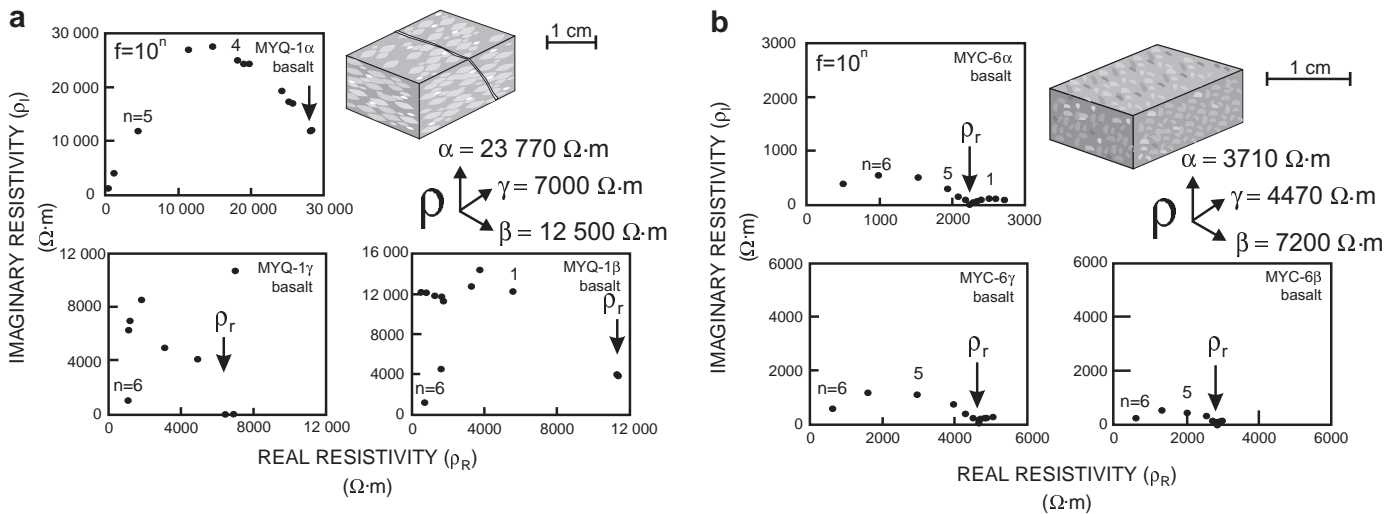 a
30 000
20 000
10 000
0
f=10ⁿ
4
MYQ-1α
basalt
n=5
0
10 000
20 000
30 000
1 cm
α = 23 770 Ω·m
γ = 7000 Ω·m
β = 12 500 Ω·m
ρ
IMAGINARY RESISTIVITY (ρI)
(Ω·m)
12 000
8000
4000
0
MYQ-1γ
basalt
ρr
n=6
0
4000
8000
12 000
16 000
12 000
8000
4000
0
MYQ-1β
basalt
1
ρr
n=6
0
4000
8000
12 000
REAL RESISTIVITY (ρR)
(Ω·m)
b
3000
2000
1000
0
f=10ⁿ
MYC-6α
basalt
ρr
n=6
5
1
0
1000
2000
3000
1 cm
α = 3710 Ω·m
γ = 4470 Ω·m
β = 7200 Ω·m
ρ
IMAGINARY RESISTIVITY (ρI)
(Ω·m)
6000
4000
2000
0
MYC-6γ
basalt
ρr
n=6
5
0
2000
4000
6000
6000
4000
2000
0
MYC-6β
basalt
ρr
n=6
5
0
2000
4000
6000
REAL RESISTIVITY (ρR)
(Ω·m)